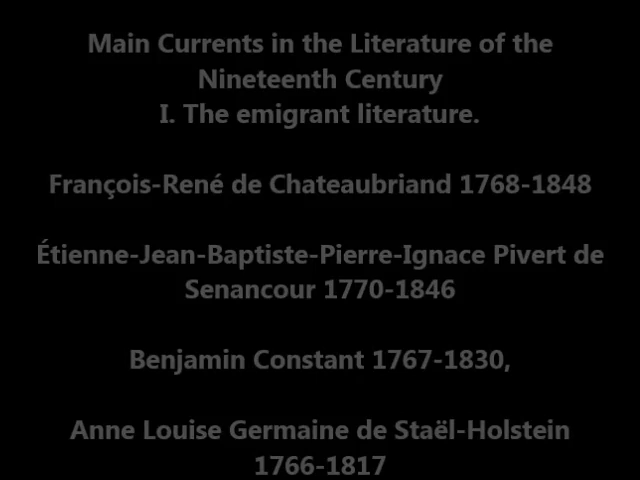 Main Currents in the Literature of the
Nineteenth Century
I. The emigrant literature.
François-René de Chateaubriand 1768-1848
Étienne-Jean-Baptiste-Pierre-Ignace Pivert de
Senancour 1770-1846
Benjamin Constant 1767-1830,
Anne Louise Germaine de Staël-Holstein
1766-1817